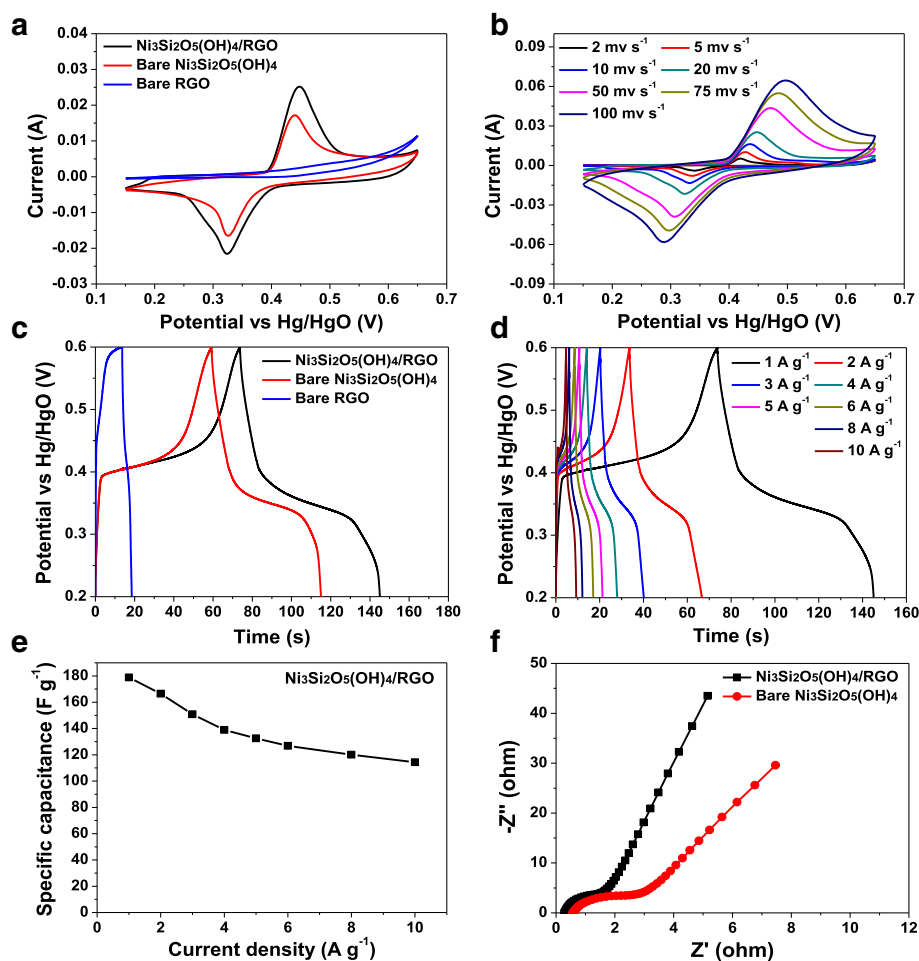 a
Ni₃Si₂O₅(OH)₄/RGO
Bare Ni₃Si₂O₅(OH)₄
Bare RGO
Current (A)
0.04
0.03
0.02
0.01
0.00
-0.01
-0.02
-0.03
0.1 0.2 0.3 0.4 0.5 0.6 0.7
Potential vs Hg/HgO (V)
b
2 mv s⁻¹ 5 mv s⁻¹
10 mv s⁻¹ 20 mv s⁻¹
50 mv s⁻¹ 75 mv s⁻¹
100 mv s⁻¹
Current (A)
0.12
0.09
0.06
0.03
0.00
-0.03
-0.06
-0.09
0.1 0.2 0.3 0.4 0.5 0.6 0.7
Potential vs Hg/HgO (V)
c
Ni₃Si₂O₅(OH)₄/RGO
Bare Ni₃Si₂O₅(OH)₄
Bare RGO
Potential vs Hg/HgO (V)
0.6
0.5
0.4
0.3
0.2
0 20 40 60 80 100 120 140 160 180
Time (s)
d
1 A g⁻¹ 2 A g⁻¹
3 A g⁻¹ 4 A g⁻¹
5 A g⁻¹ 6 A g⁻¹
8 A g⁻¹
10 A g⁻¹
Potential vs Hg/HgO (V)
0.6
0.5
0.4
0.3
0.2
0 20 40 60 80 100 120 140 160
Time (s)
e
Ni₃Si₂O₅(OH)₄/RGO
Specific capacitance (F g⁻¹)
180
160
140
120
100
80
60
40
20
0
0 2 4 6 8 10
Current density (A g⁻¹)
f
Ni₃Si₂O₅(OH)₄/RGO
Bare Ni₃Si₂O₅(OH)₄
-Z'' (ohm)
50
40
30
20
10
0
0 2 4 6 8 10 12
Z' (ohm)